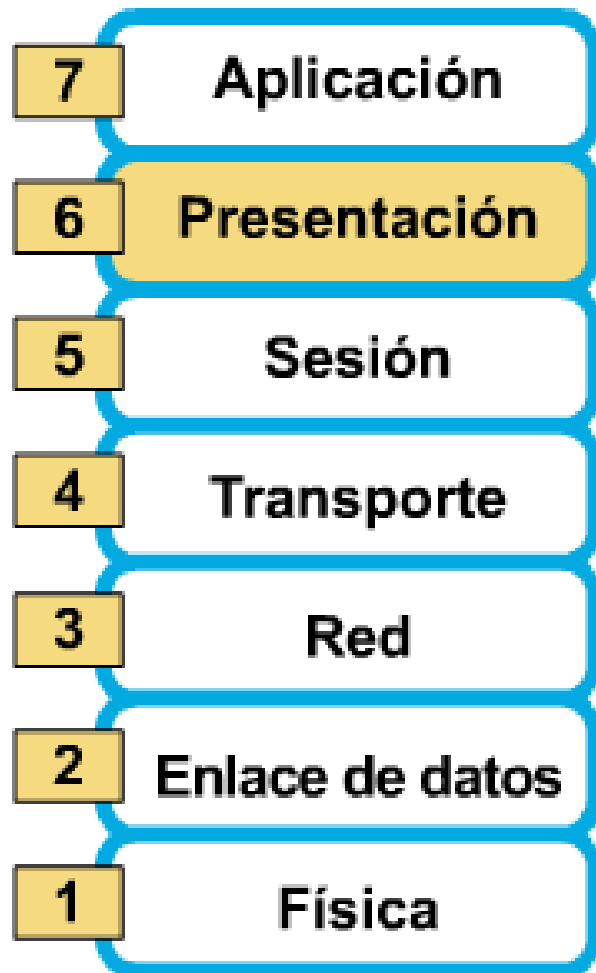 7 Aplicación
6 Presentación
5 Sesión
4 Transporte
3 Red
2 Enlace de datos
1 Física